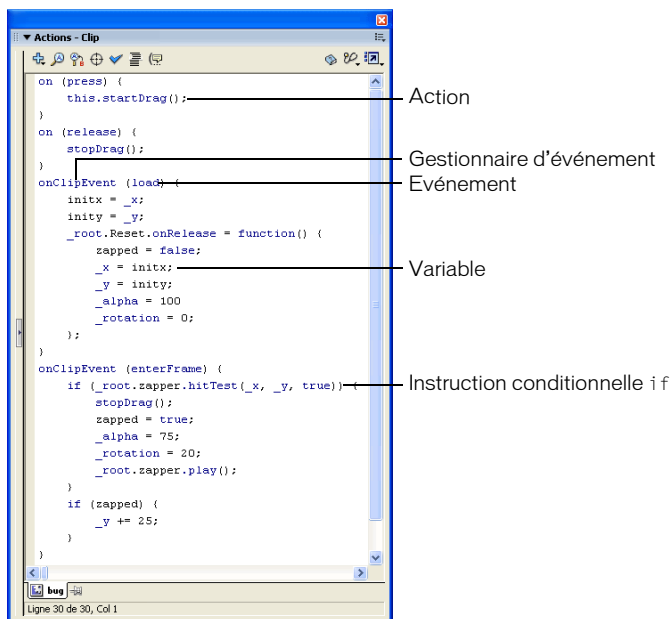 Actions - Clip
on (press) {
this.startDrag();
}
on (release) {
stopDrag();
}
onClipEvent (load) {
initx = _x;
inity = _y;
_root.Reset.onRelease = function() {
zapped = false;
_x = initx;
_y = inity;
_alpha = 100
_rotation = 0;
};
}
onClipEvent (enterFrame) {
if (_root.zapper.hitTest(_x, _y, true)) {
stopDrag();
zapped = true;
_alpha = 75;
_rotation = 20;
_root.zapper.play();
}
if (zapped) {
_y += 25;
}
}
bug
Ligne 30 de 30, Col 1
Action
Gestionnaire d'événement
Evénement
Variable
Instruction conditionnelle if